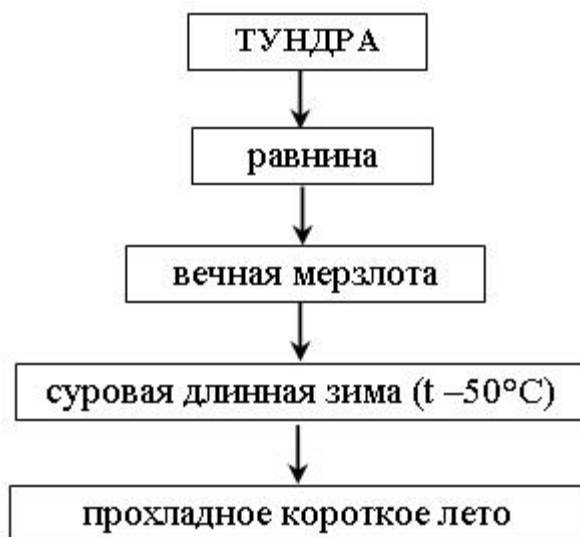 ТУНДРА
равнина
вечная мерзлота
суровая длинная зима (t –50°С)
прохладное короткое лето